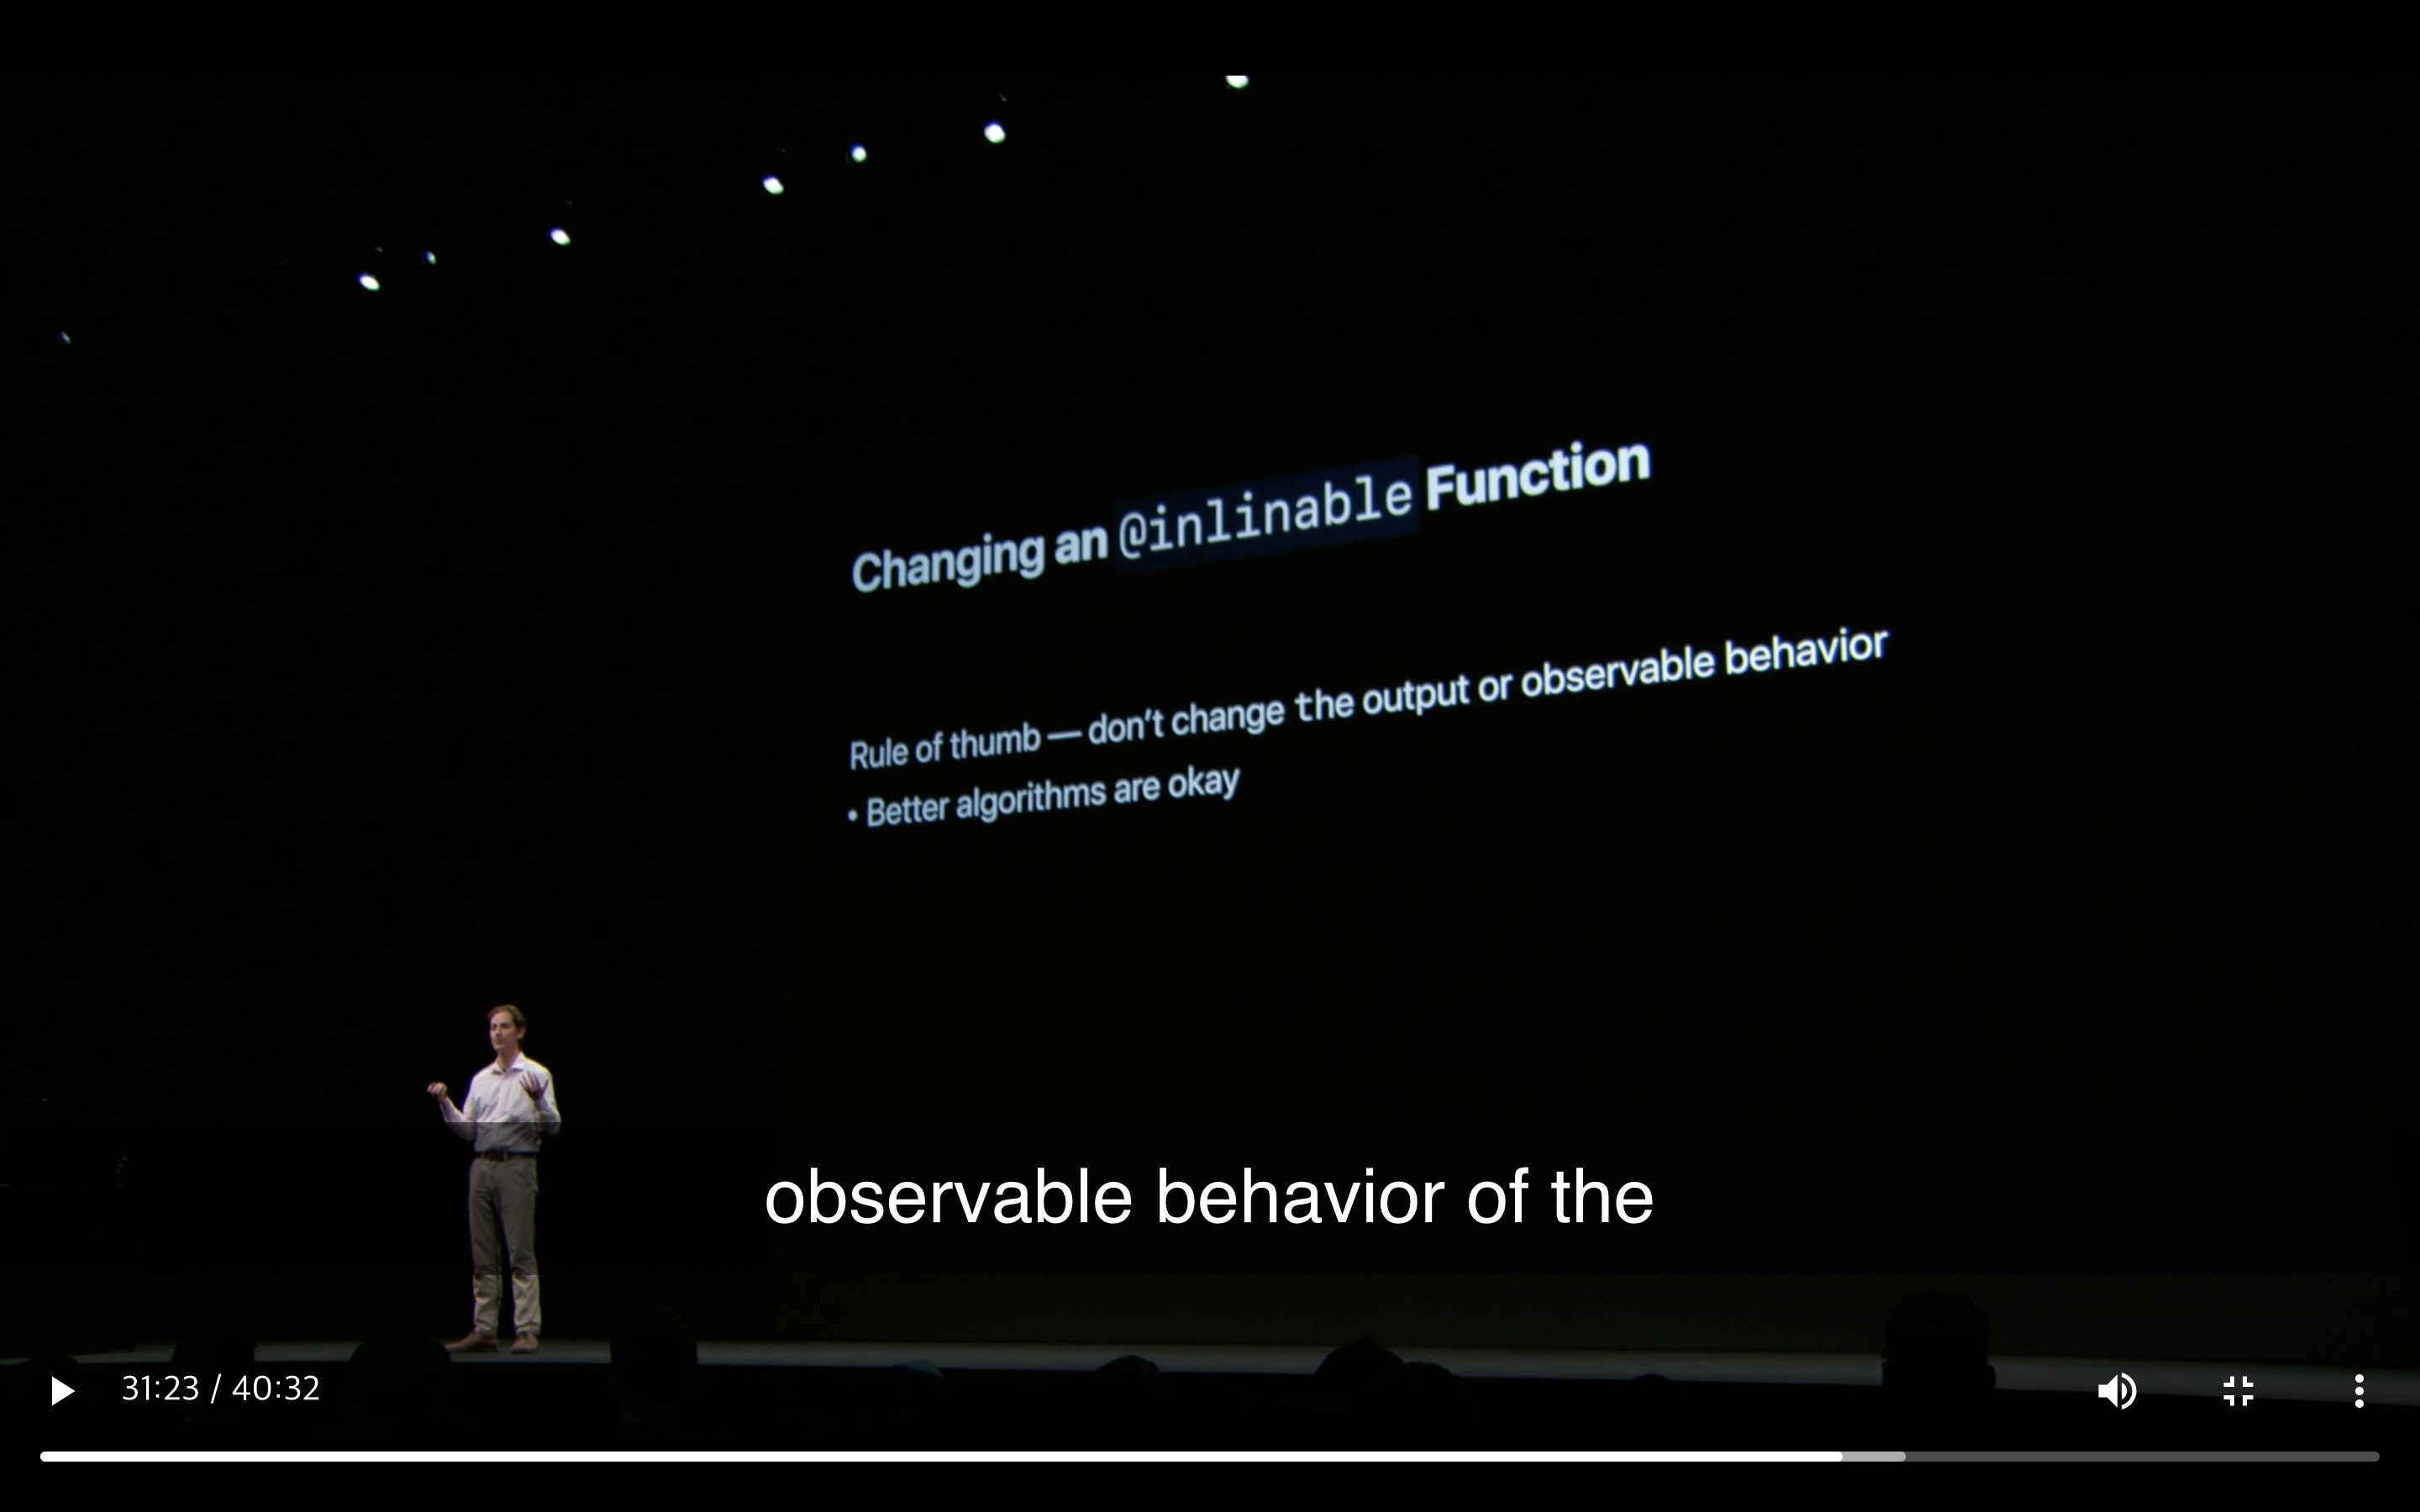 Changing an @inlinable Function
Rule of thumb — don’t change the output or observable behavior
• Better algorithms are okay
observable behavior of the
31:23 / 40:32